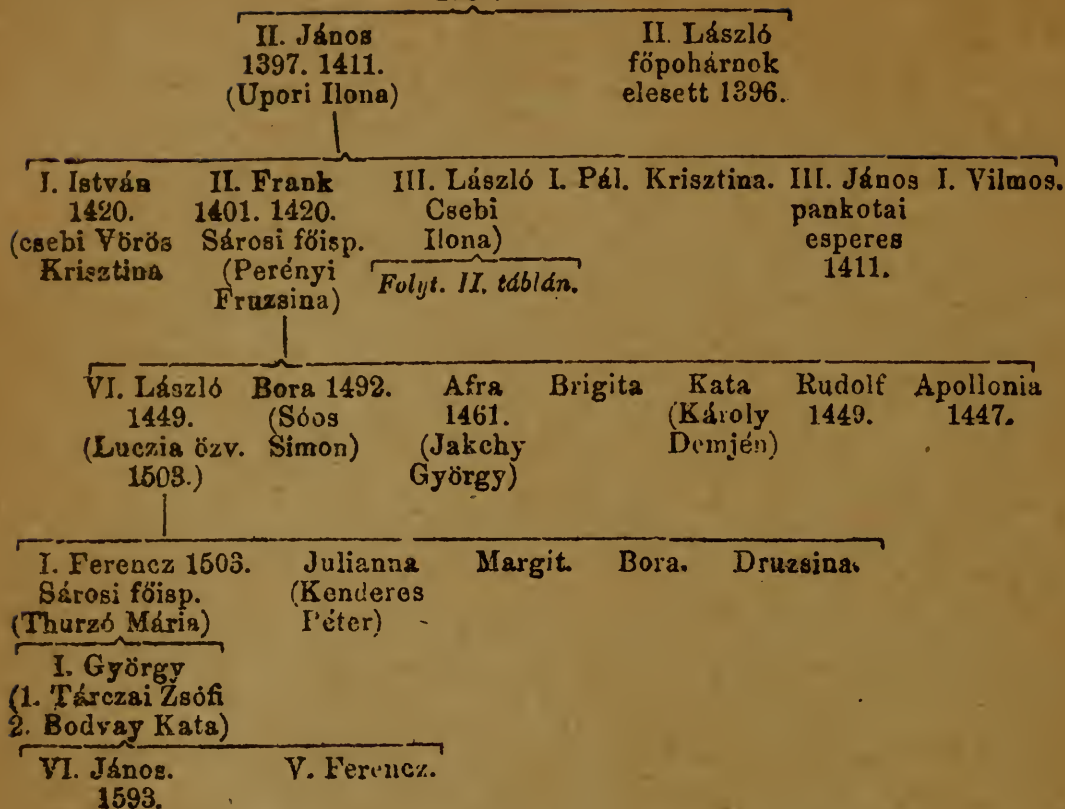 II. János II. László
1397. 1411. főpohárnok
(Upori Ilona) elesett 1396.
I. István II. Frank III. László I. Pál. Krisztina. III. János I. Vilmos.
1420. 1401. 1420. Csebi pankotai
(csebi Vörös Sárosi főisp. Ilona) esperes
Krisztina (Perényi Folyt. II. táblán. 1411.
Fruzsina)
VI. László Bora 1492. Afra Brigita Kata Rudolf Apollonia
1449. (Sóos 1461. (Károly 1449. 1447.
(Luczia özv. Simon) (Jakchy Demjén)
1503.) György)
I. Ferencz 1503. Julianna Margit. Bora. Druzsina.
Sárosi főisp. (Kenderes
(Thurzó Mária) Péter)
I. György
(1. Tárczai Zsófi
2. Bodvay Kata)
VI. János. V. Ferencz.
1593.